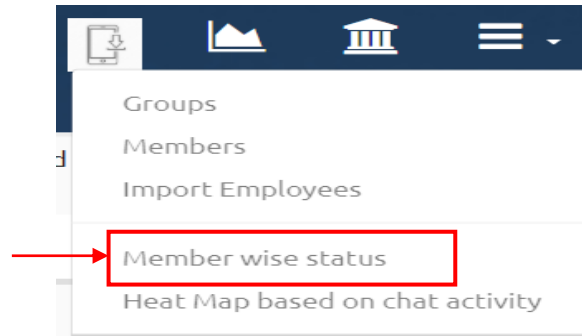 d
Groups
Members
Import Employees
Member wise status
Heat Map based on chat activity